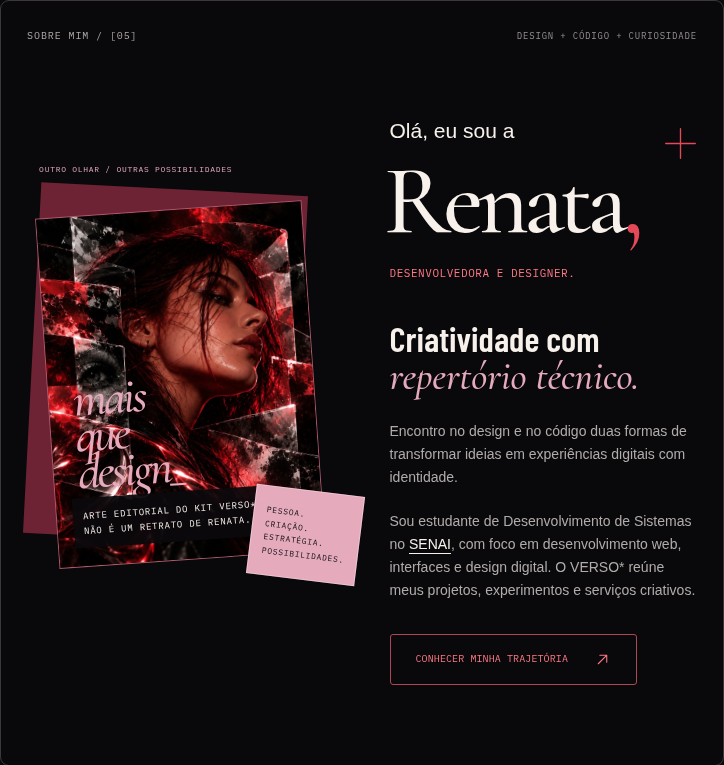 SOBRE MIM / [05]
DESIGN + CÓDIGO + CURIOSIDADE
OUTRO OLHAR / OUTRAS POSSIBILIDADES
mais
que
design_
ARTE EDITORIAL DO KIT VERSO*
NÃO É UM RETRATO DE RENATA.
PESSOA.
CRIAÇÃO.
ESTRATÉGIA.
POSSIBILIDADES.
Olá, eu sou a
Renata,
DESENVOLVEDORA E DESIGNER.
Criatividade com
repertório técnico.
Encontro no design e no código duas formas de
transformar ideias em experiências digitais com
identidade.
Sou estudante de Desenvolvimento de Sistemas
no SENAI, com foco em desenvolvimento web,
interfaces e design digital. O VERSO* reúne
meus projetos, experimentos e serviços criativos.
CONHECER MINHA TRAJETÓRIA